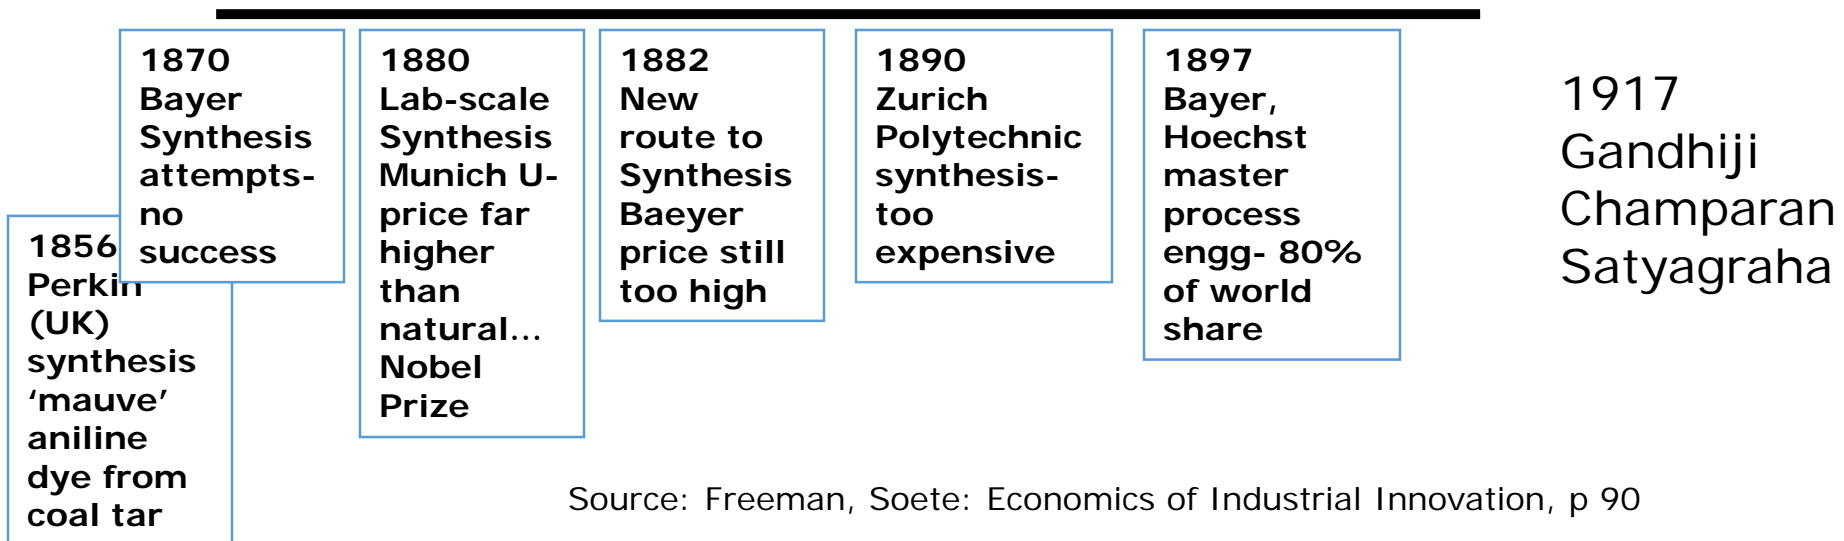 1856
Perkin
(UK)
synthesis
‘mauve’
aniline
dye from
coal tar
1870
Bayer
Synthesis
attempts-
no
success
1880
Lab-scale
Synthesis
Munich U-
price far
higher
than
natural...
Nobel
Prize
1882
New
route to
Synthesis
Baeyer
price still
too high
1890
Zurich
Polytechnic
synthesis-
too
expensive
1897
Bayer,
Hoechst
master
process
engg- 80%
of world
share
1917
Gandhiji
Champaran
Satyagraha
Source: Freeman, Soete: Economics of Industrial Innovation, p 90